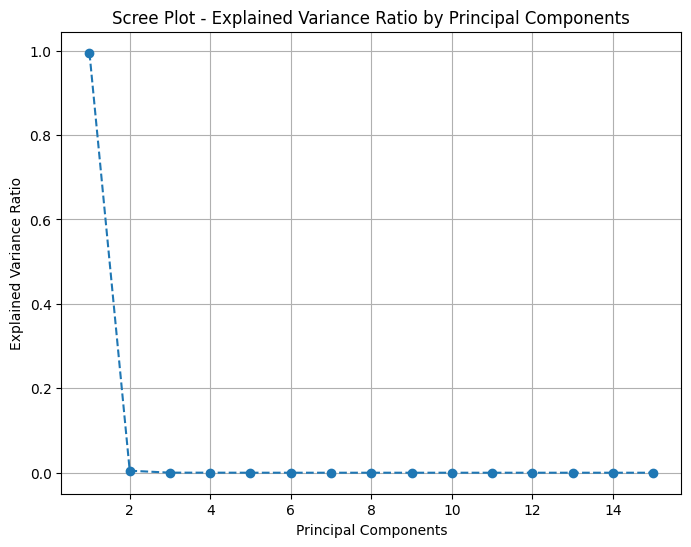 Scree Plot - Explained Variance Ratio by Principal Components
1.0
0.8
0.6
0.4
0.2
0.0
Explained Variance Ratio
2 4 6 8 10 12 14
Principal Components